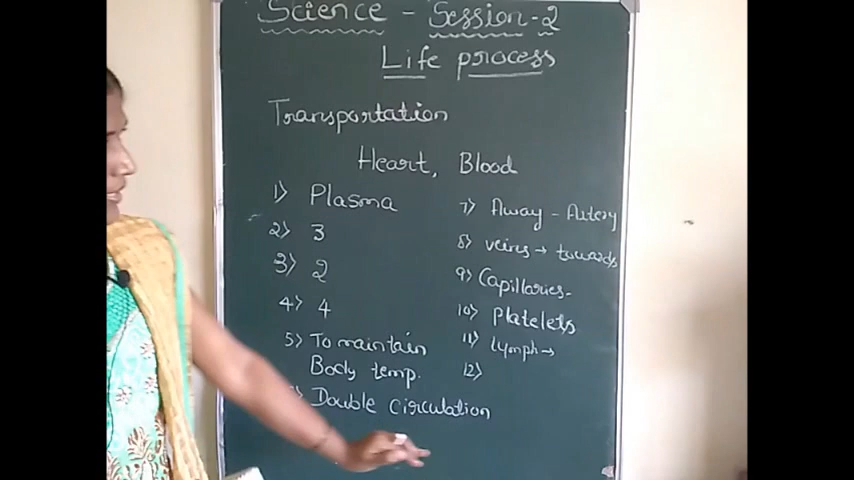 Science - Session-2
Life process
Transportation
Heart, Blood
1) Plasma
2) 3
3) 2
4) 4
5) To maintain
Body temp.
6) Double circulation
7) Away - Artery
8) veins → towards
9) Capillaries-
10) Platelets
11) Lymph →
12)